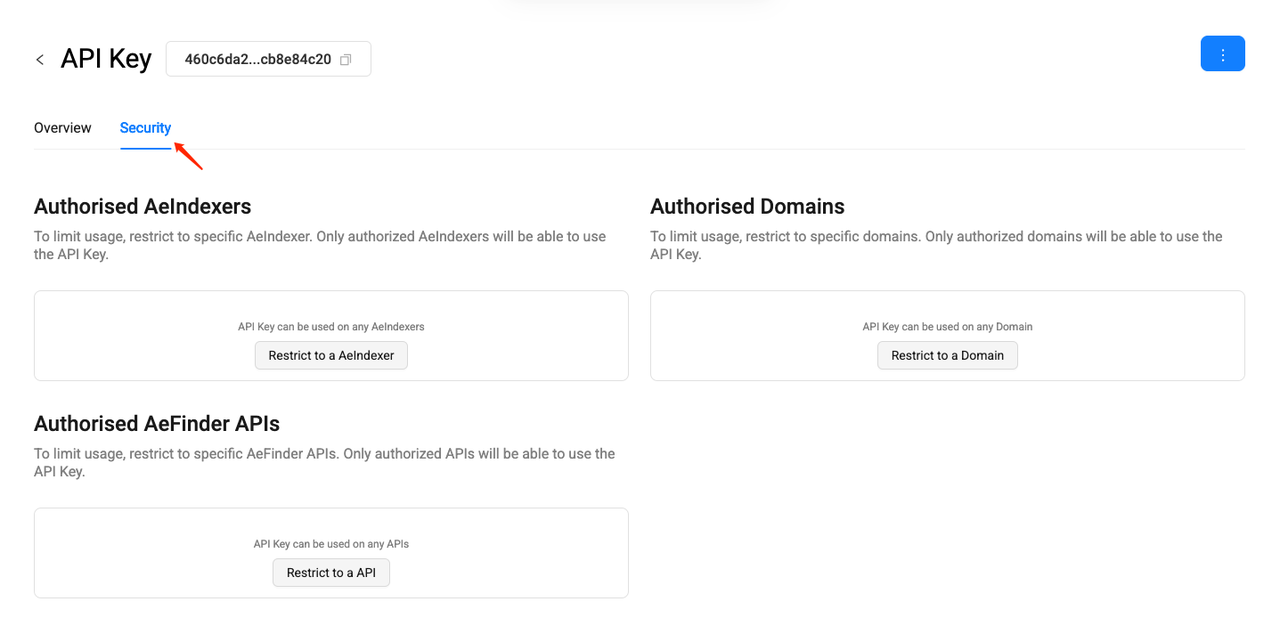 API Key
460c6da2...cb8e84c20
Overview
Security
Authorised AeIndexers
To limit usage, restrict to specific AeIndexer. Only authorized AeIndexers will be able to use
the API Key.
API Key can be used on any AeIndexers
Restrict to a AeIndexer
Authorised Domains
To limit usage, restrict to specific domains. Only authorized domains will be able to use the
API Key.
API Key can be used on any Domain
Restrict to a Domain
Authorised AeFinder APIs
To limit usage, restrict to specific AeFinder APIs. Only authorized APIs will be able to use the
API Key.
API Key can be used on any APIs
Restrict to a API